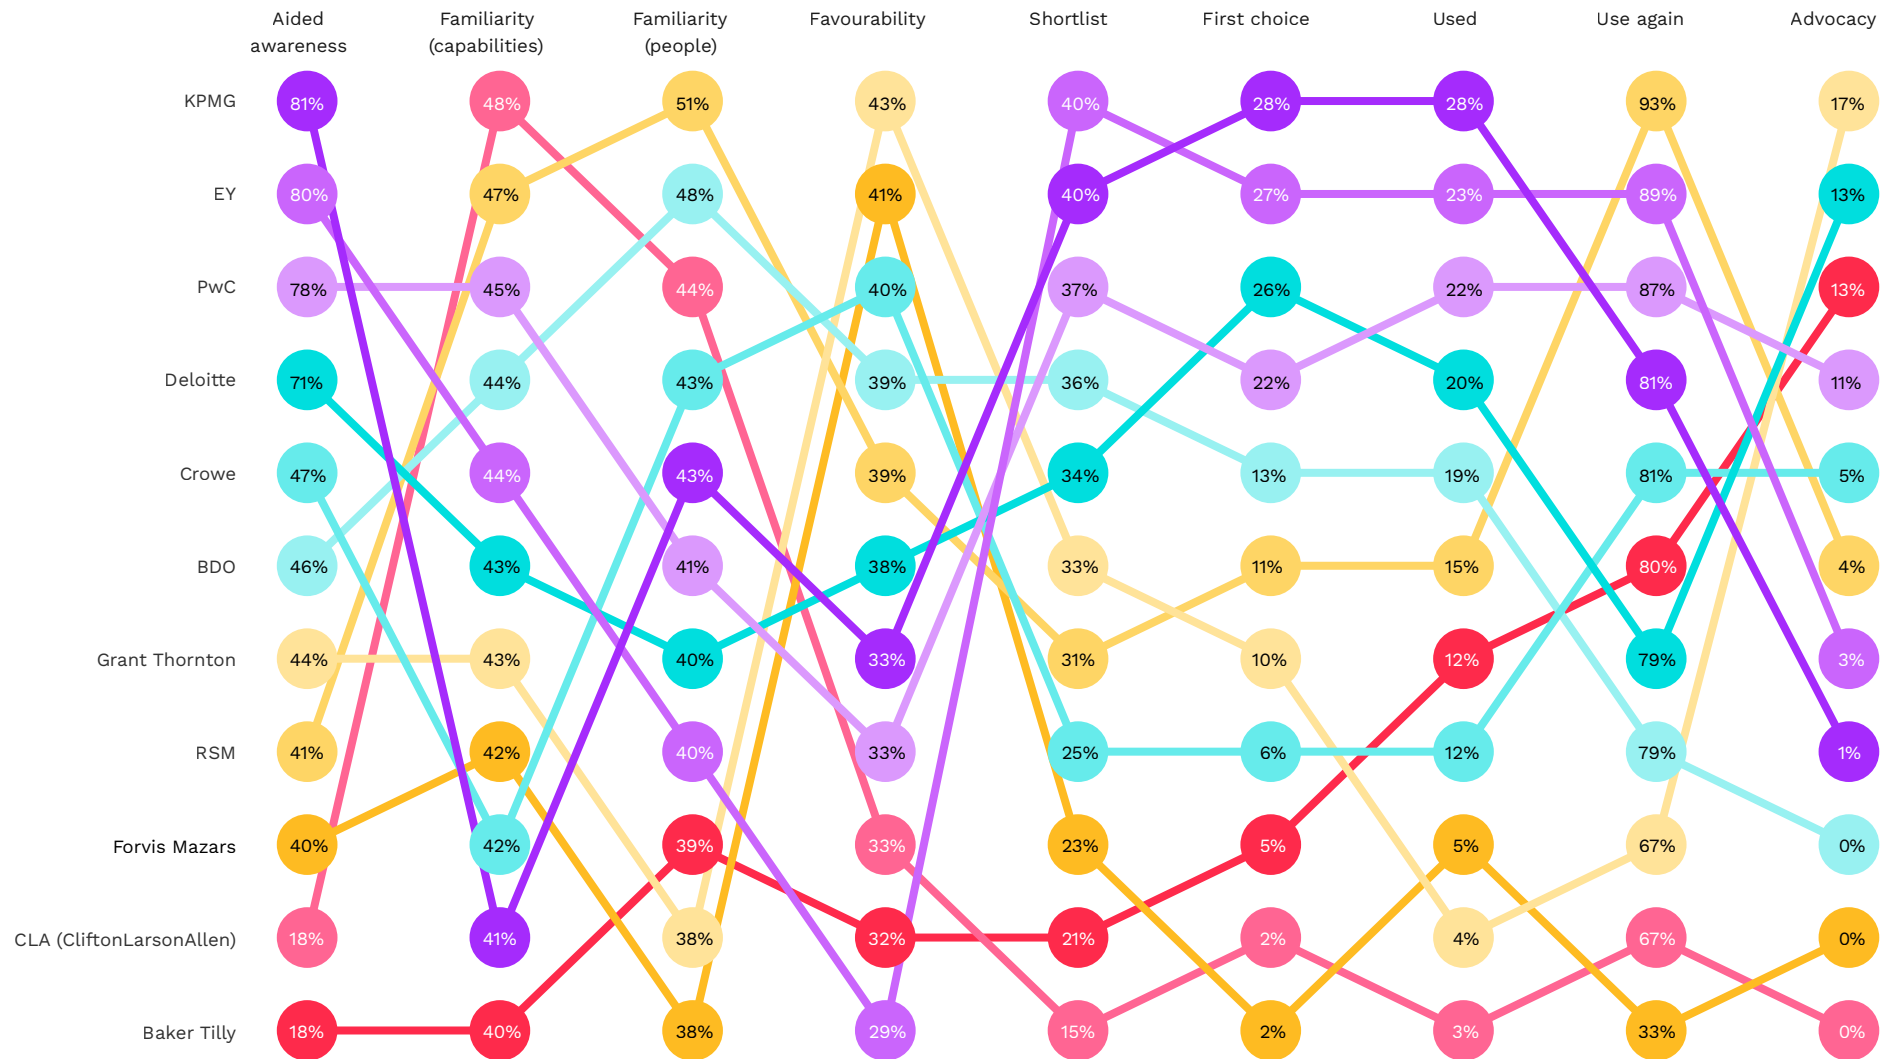 Aided awareness Familiarity (capabilities) Familiarity (people) Favourability Shortlist First choice Used Use again Advocacy
KPMG 81% 48% 51% 43% 40% 28% 28% 93% 17%
EY 80% 47% 48% 41% 40% 27% 23% 89% 13%
PwC 78% 45% 44% 40% 37% 26% 22% 87% 13%
Deloitte 71% 44% 43% 39% 36% 22% 20% 81% 11%
Crowe 47% 44% 43% 39% 34% 13% 19% 81% 5%
BDO 46% 43% 41% 38% 33% 11% 15% 80% 4%
Grant Thornton 44% 43% 40% 33% 31% 10% 12% 79% 3%
RSM 41% 42% 40% 33% 25% 6% 12% 79% 1%
Forvis Mazars 40% 42% 39% 33% 23% 5% 5% 67% 0%
CLA (CliftonLarsonAllen) 18% 41% 38% 32% 21% 2% 4% 67% 0%
Baker Tilly 18% 40% 38% 29% 15% 2% 3% 33% 0%